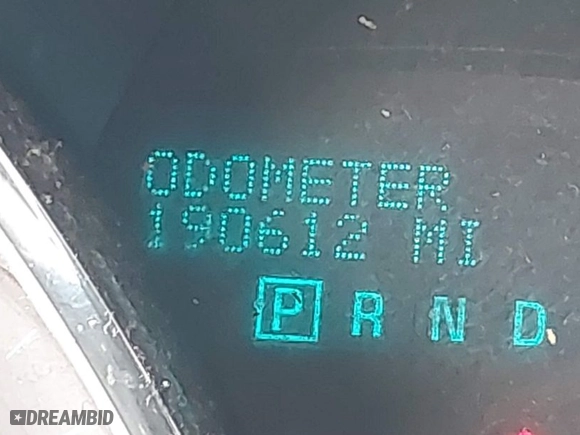 ODOMETER
190612 MI
P R N D
DREAMBID